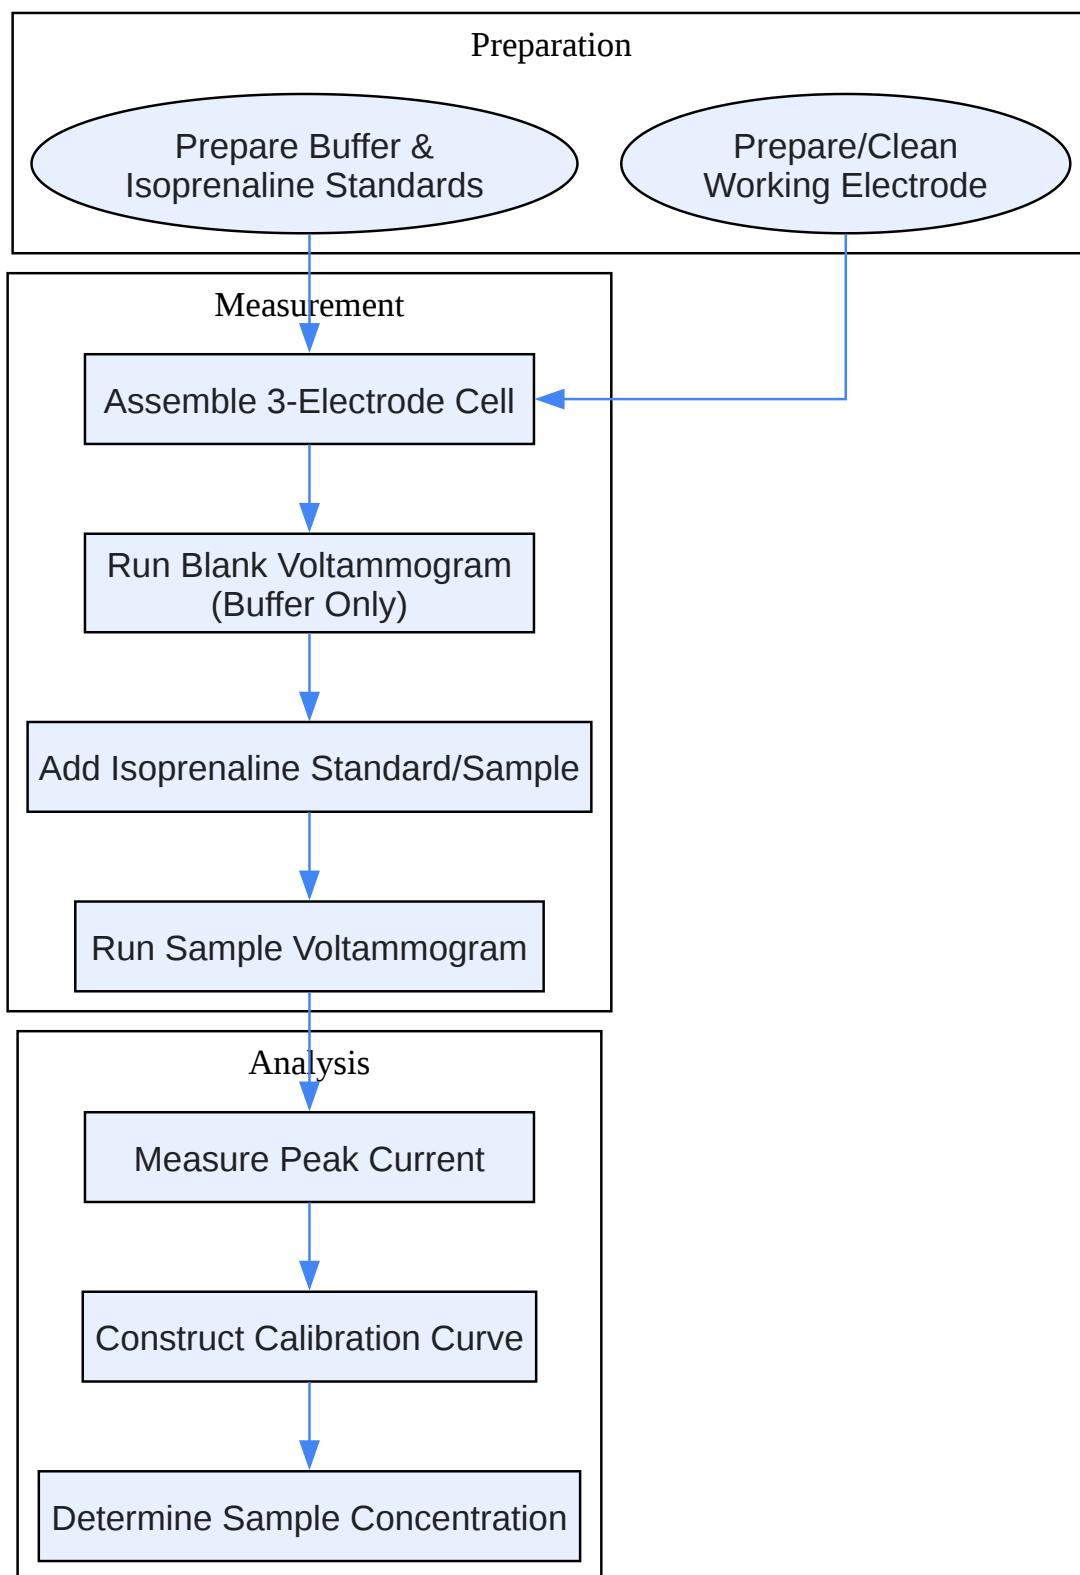 Preparation
Prepare Buffer &
Isoprenaline Standards
Prepare/Clean
Working Electrode
Measurement
Assemble 3-Electrode Cell
Run Blank Voltammogram
(Buffer Only)
Add Isoprenaline Standard/Sample
Run Sample Voltammogram
Analysis
Measure Peak Current
Construct Calibration Curve
Determine Sample Concentration